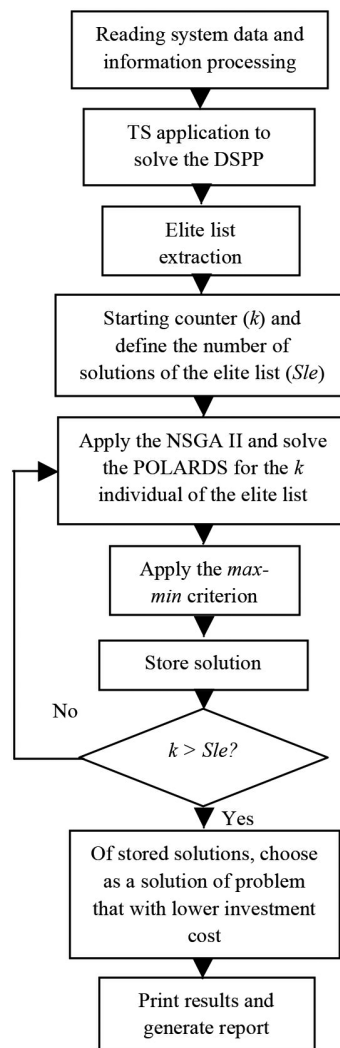 Reading system data and
information processing
TS application to
solve the DSPP
Elite list
extraction
Starting counter (k) and
define the number of
solutions of the elite list (Sle)
Apply the NSGA II and solve
the POLARDS for the k
individual of the elite list
Apply the max-
min criterion
Store solution
No
k > Sle?
Yes
Of stored solutions, choose
as a solution of problem
that with lower investment
cost
Print results and
generate report